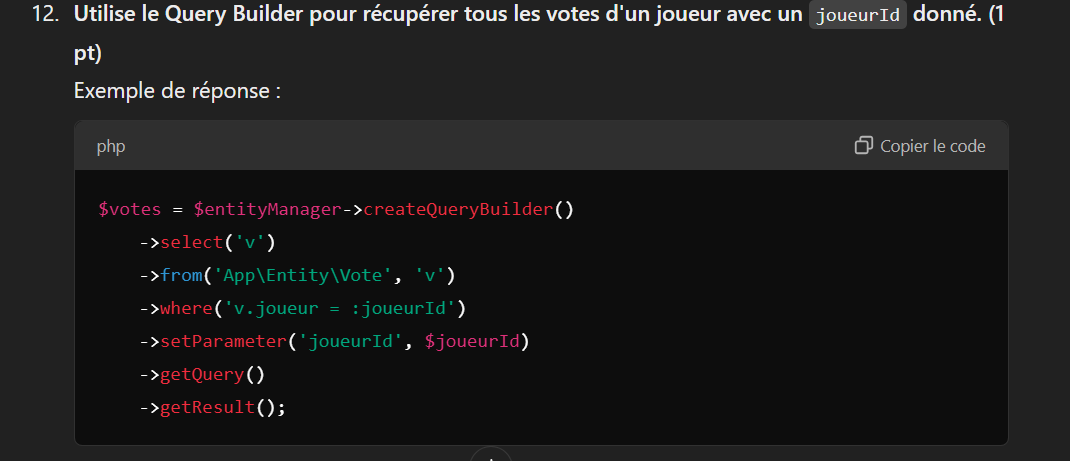 12. Utilise le Query Builder pour récupérer tous les votes d'un joueur avec un joueurId donné. (1
pt)
Exemple de réponse :
php
Copier le code
$votes = $entityManager->createQueryBuilder()
->select('v')
->from('App\Entity\Vote', 'v')
->where('v.joueur = :joueurId')
->setParameter('joueurId', $joueurId)
->getQuery()
->getResult();